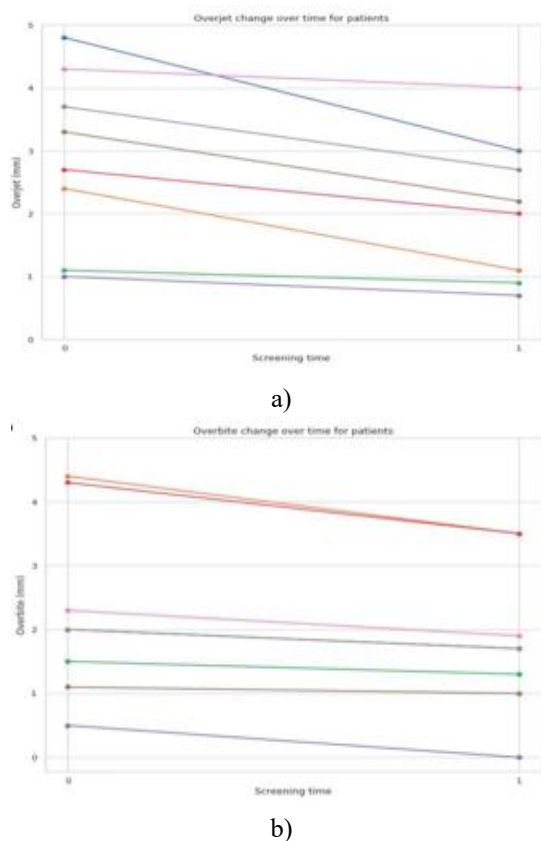 Overjet change over time for patients
5
4
3
2
1
0
Overjet (mm)
0 1
Screening time
a)
Overbite change over time for patients
5
4
3
2
1
0
Overbite (mm)
0 1
Screening time
b)